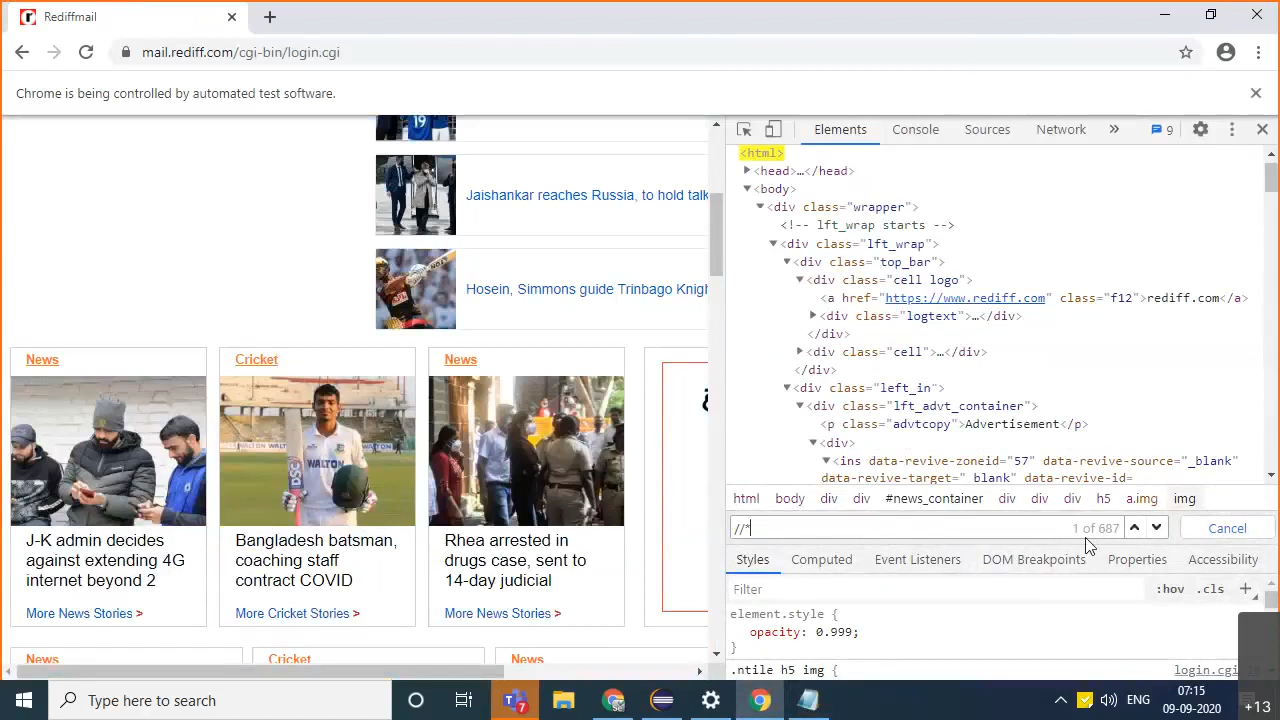 Rediffmail
mail.rediff.com/cgi-bin/login.cgi
Chrome is being controlled by automated test software.
19
Jaishankar reaches Russia, to hold talk
Hosein, Simmons guide Trinbago Knigh
News
Cricket
News
WALTON
DSC
WALTON
J-K admin decides
against extending 4G
internet beyond 2
Bangladesh batsman,
coaching staff
contract COVID
Rhea arrested in
drugs case, sent to
14-day judicial
More News Stories >
More Cricket Stories >
More News Stories >
News
Cricket
News
Elements
Console
Sources
Network
»
9
<html>
<head>…</head>
<body>
<div class="wrapper">
<!-- lft_wrap starts -->
<div class="lft_wrap">
<div class="top_bar">
<div class="cell logo">
<a href="https://www.rediff.com" class="f12">rediff.com</a>
<div class="logtext">…</div>
</div>
<div class="cell">…</div>
</div>
<div class="left_in">
<div class="lft_advt_container">
<p class="advtcopy">Advertisement</p>
<div>
<ins data-revive-zoneid="57" data-revive-source="_blank"
data-revive-target="_blank" data-revive-id=
html body div div #news_container div div div h5 a.img img
//*
1 of 687
Cancel
Styles
Computed
Event Listeners
DOM Breakpoints
Properties
Accessibility
Filter
:hov .cls +
element.style {
opacity: 0.999;
}
.ntile h5 img {
Type here to search
7
ENG
07:15
09-09-2020
+13